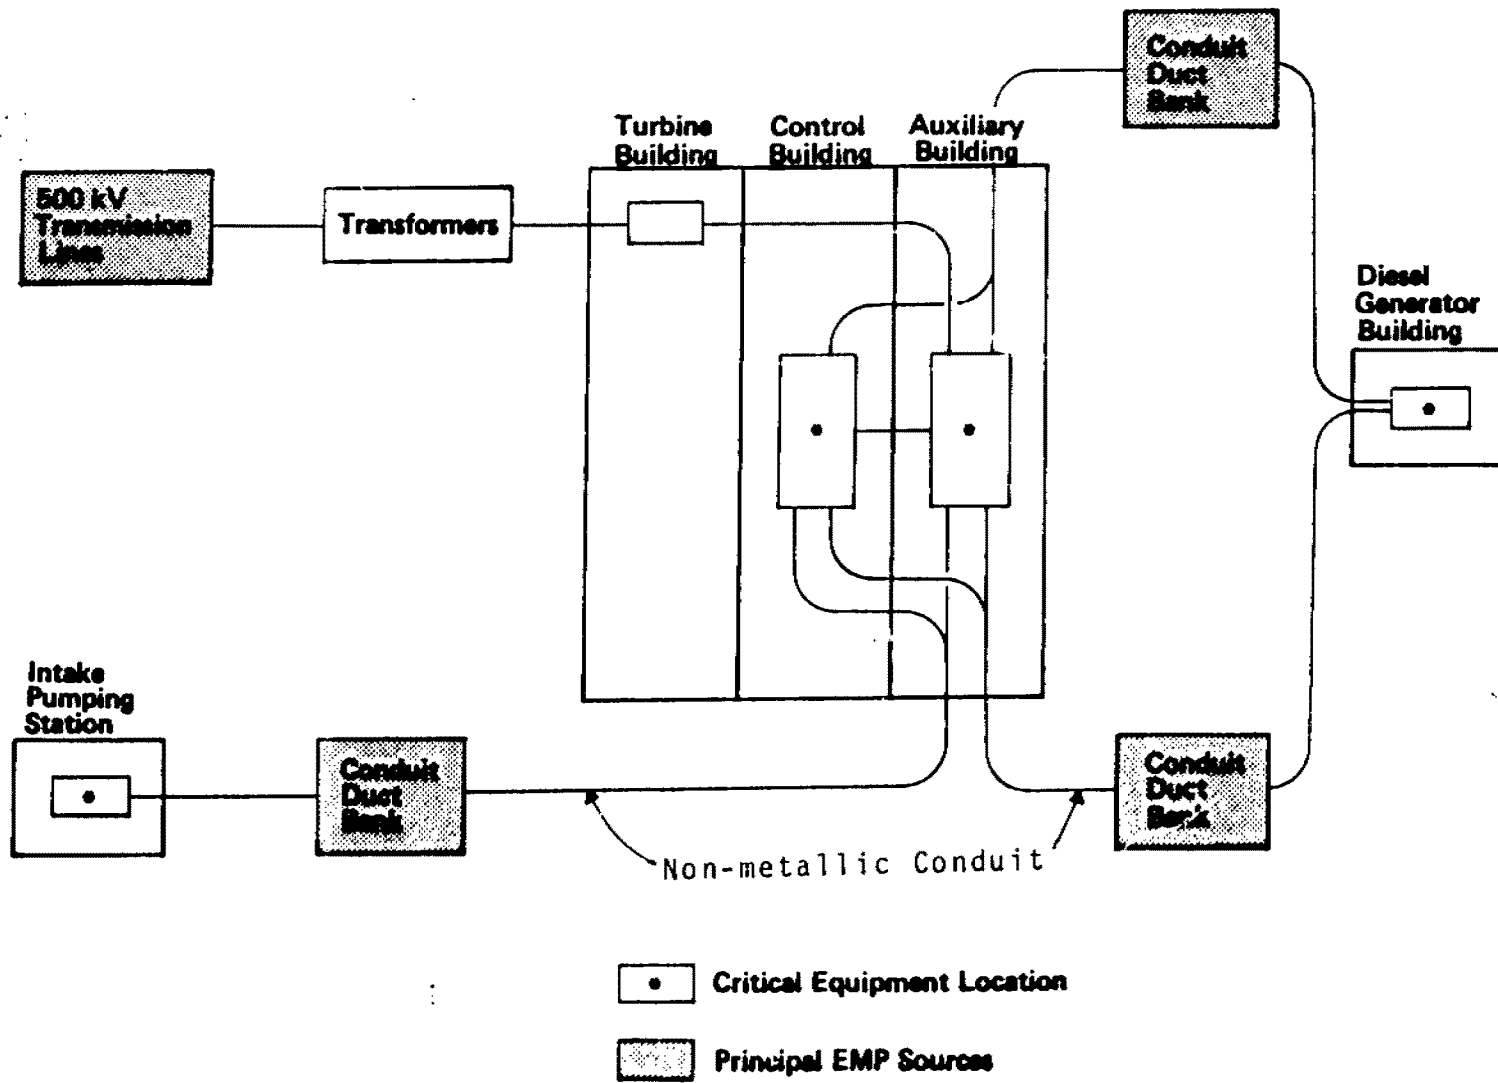 Conduit
Duct
Bank
Turbine
Building
Control
Building
Auxiliary
Building
500 kV
Transmission
Lines
Transformers
Diesel
Generator
Building
Intake
Pumping
Station
Conduit
Duct
Bank
Conduit
Duct
Bank
Non-metallic Conduit
Critical Equipment Location
Principal EMP Sources